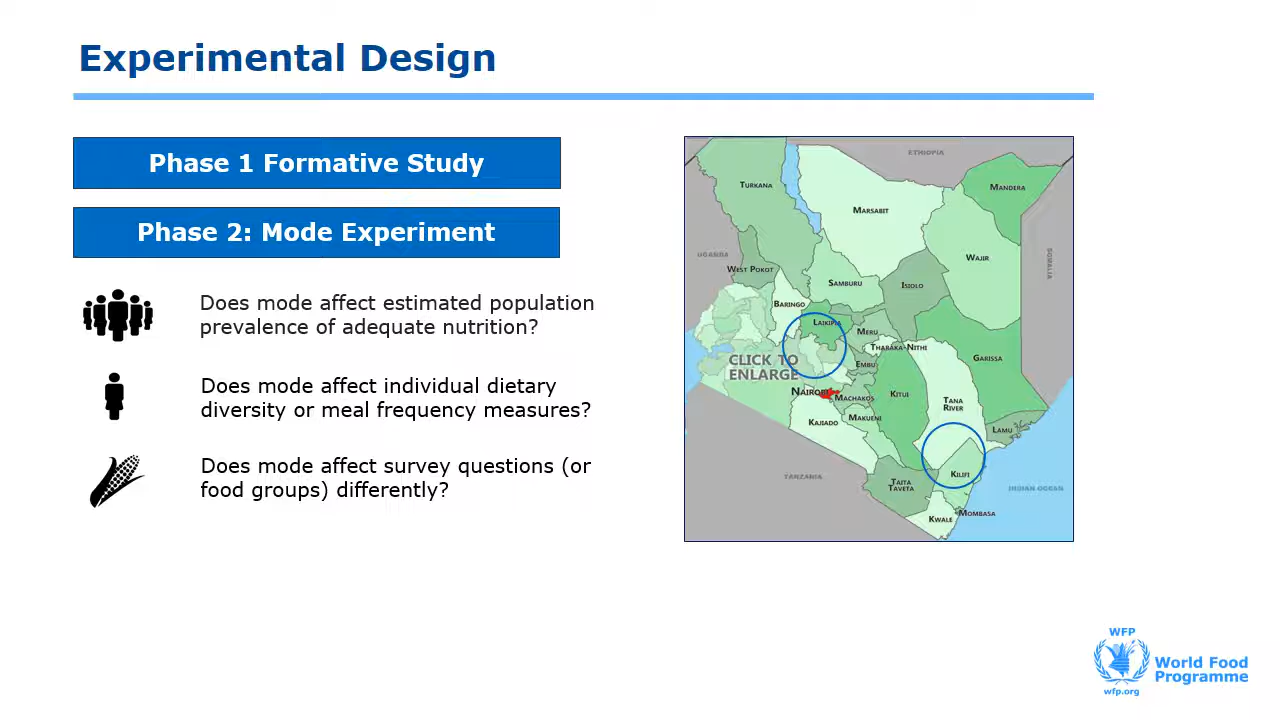 Experimental Design
Phase 1 Formative Study
Phase 2: Mode Experiment
Does mode affect estimated population
prevalence of adequate nutrition?
Does mode affect individual dietary
diversity or meal frequency measures?
Does mode affect survey questions (or
food groups) differently?
ETHIOPIA
TURKANA
MANDERA
MARSABIT
UGANDA
WAJIR
SOMALIA
WEST POKOT
SAMBURU
ISIOLO
BARINGO
LAIKIPIA
MERU
THARAKA-NITHI
CLICK TO
ENLARGE
EMBU
GARISSA
NAIROBI
MACHAKOS
KITUI
TANA
RIVER
KAJIADO
MAKUENI
LAMU
TANZANIA
TAITA
TAVETA
KILIFI
INDIAN OCEAN
KWALE
MOMBASA
WFP
wfp.org
World Food
Programme